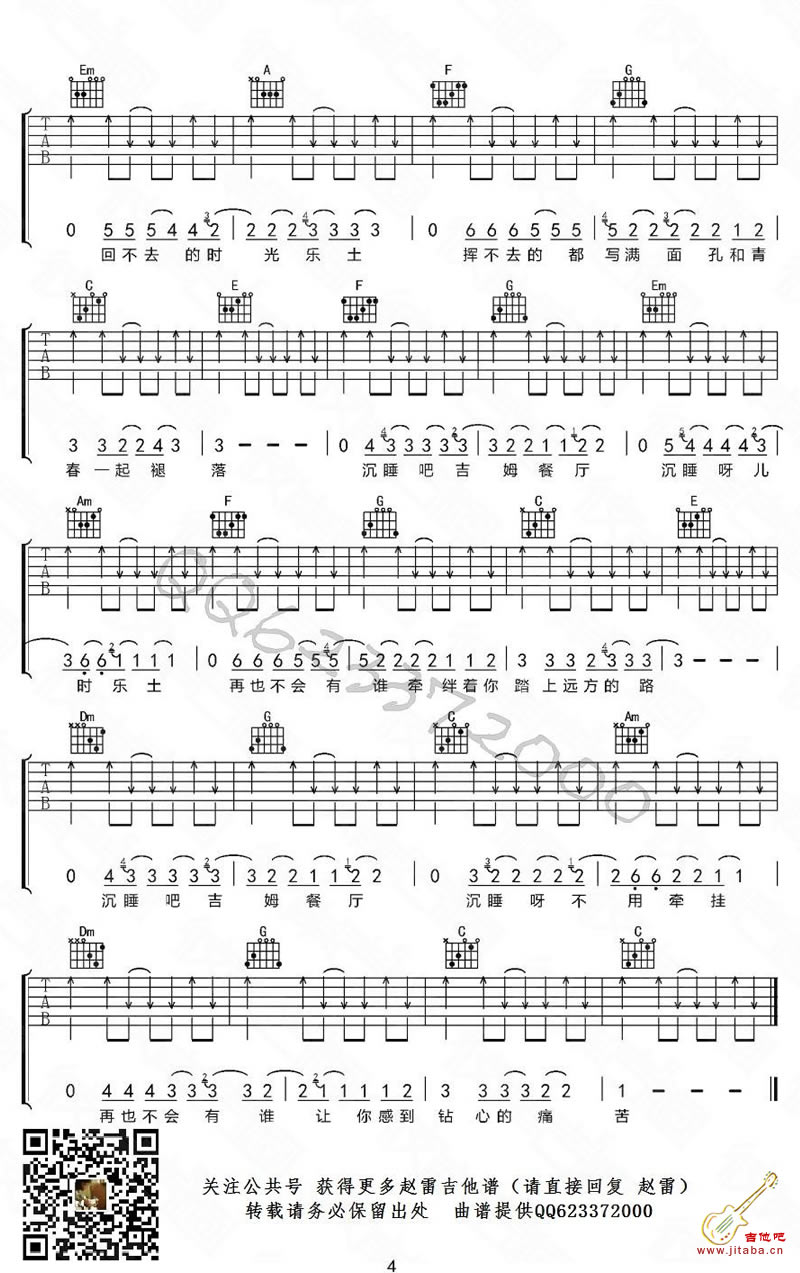 Em A F G
T
A
B
0 5 5 5 4 4 2 | 2 2 2 3 3 3 3 | 0 6 6 6 5 5 5 | 5 2 2 2 2 2 1 2
回不去的时 光乐土 挥不去的都 写满面孔和青
C E F G Em
T
A
B
3 3 2 2 4 3 | 3 - - - | 0 4 3 3 3 3 3 | 3 2 2 1 1 2 2 | 0 5 4 4 4 4 3
春一起褪 落 沉睡吧吉 姆餐厅 沉睡呀儿
Am F G C E
T
A
B
3 6 6 1 1 1 1 | 0 6 6 6 5 5 5 | 5 2 2 2 2 1 2 | 3 3 3 2 3 3 | 3 - - -
时乐土 再也不会有 谁牵绊着你 踏上远方的 路
Dm G C Am
T
A
B
0 4 3 3 3 3 3 | 3 2 2 1 1 2 2 | 0 3 2 2 2 2 2 | 2 6 6 2 2 1 1
沉睡吧吉 姆餐厅 沉睡呀不 用牵挂
Dm G C C
T
A
B
0 4 4 4 3 3 3 2 | 2 2 1 1 1 1 2 | 3 3 3 3 2 2 | 1 - - -
再也不会有谁 让你感到 钻心的痛 苦
QQ623372000
关注公共号 获得更多赵雷吉他谱（请直接回复 赵雷）
转载请务必保留出处 曲谱提供QQ623372000
吉他吧
www.jitaba.cn
4